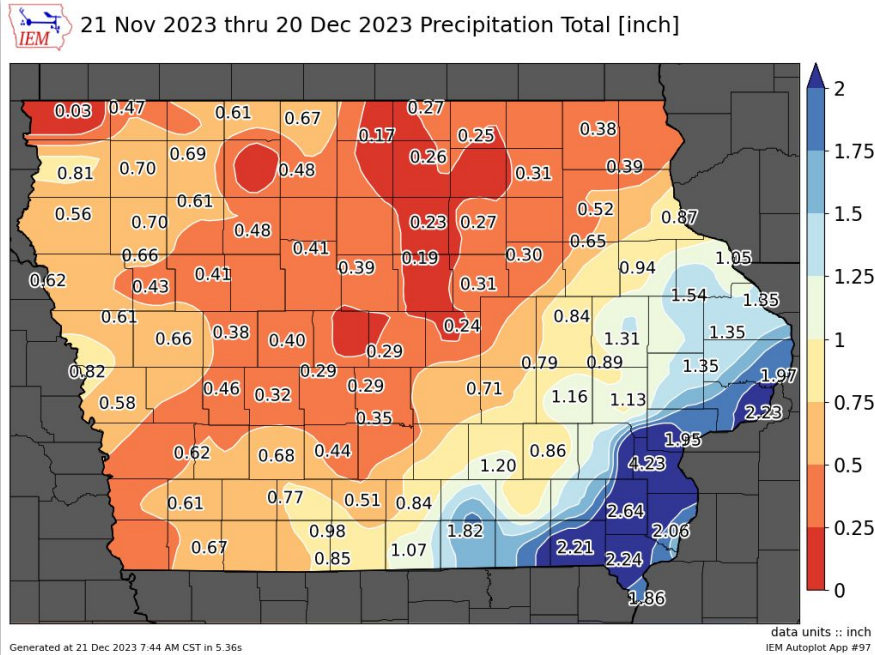 IEM
21 Nov 2023 thru 20 Dec 2023 Precipitation Total [inch]
0.03 0.47 0.61 0.67 0.27
0.17 0.25 0.38
0.69 0.26
0.81 0.70 0.48 0.31 0.39
0.61
0.56 0.70 0.48 0.23 0.27 0.52 0.87
0.66 0.41 0.65
0.62 0.43 0.41 0.39 0.19 0.30 0.94 1.05
0.31 1.54 1.85
0.61 0.66 0.38 0.40 0.24 0.84 1.31 1.35
0.29
0.82 0.29 0.79 0.89 1.35 1.97
0.58 0.46 0.32 0.29 0.71 1.16 1.13 2.23
0.35
0.62 0.68 0.44 0.86 1.95
1.20 4.23
0.61 0.77 0.51 0.84 2.64
0.98 1.82 2.06
0.67 0.85 1.07 2.21 2.24
1.86
2
1.75
1.5
1.25
1
0.75
0.5
0.25
0
data units :: inch
Generated at 21 Dec 2023 7:44 AM CST in 5.36s
IEM Autoplot App #97